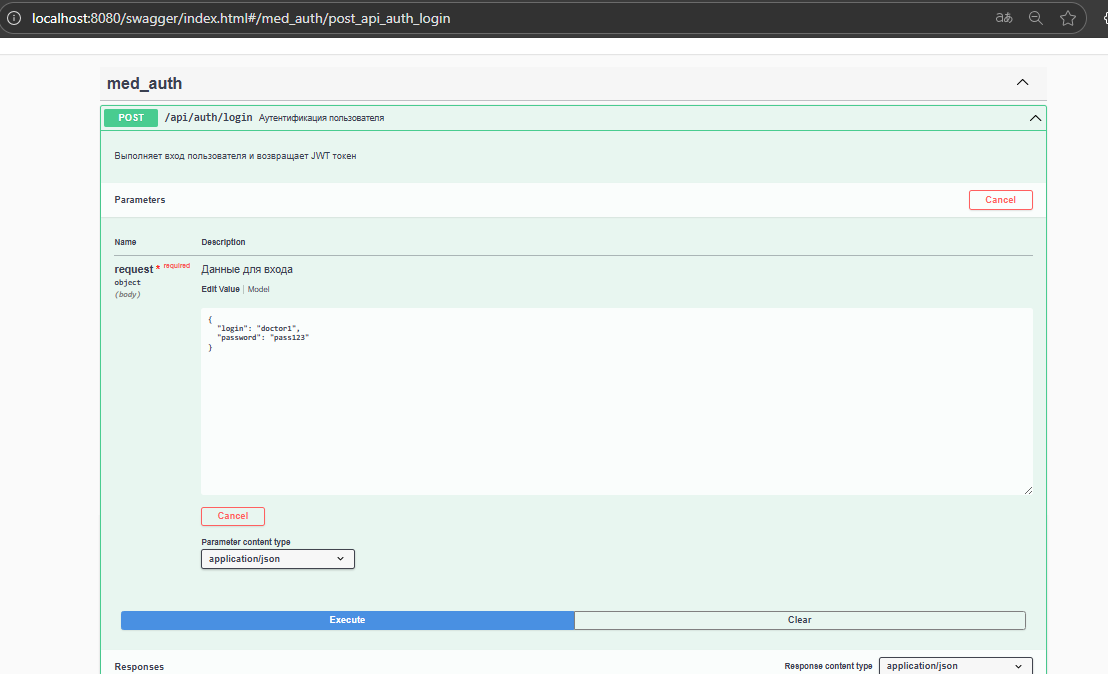 localhost:8080/swagger/index.html#/med_auth/post_api_auth_login
med_auth
POST /api/auth/login Аутентификация пользователя
Выполняет вход пользователя и возвращает JWT токен
Parameters Cancel
Name Description
request * required Данные для входа
object Edit Value | Model
(body)
{
"login": "doctor1",
"password": "pass123"
}
Cancel
Parameter content type
application/json
Execute Clear
Responses Response content type application/json